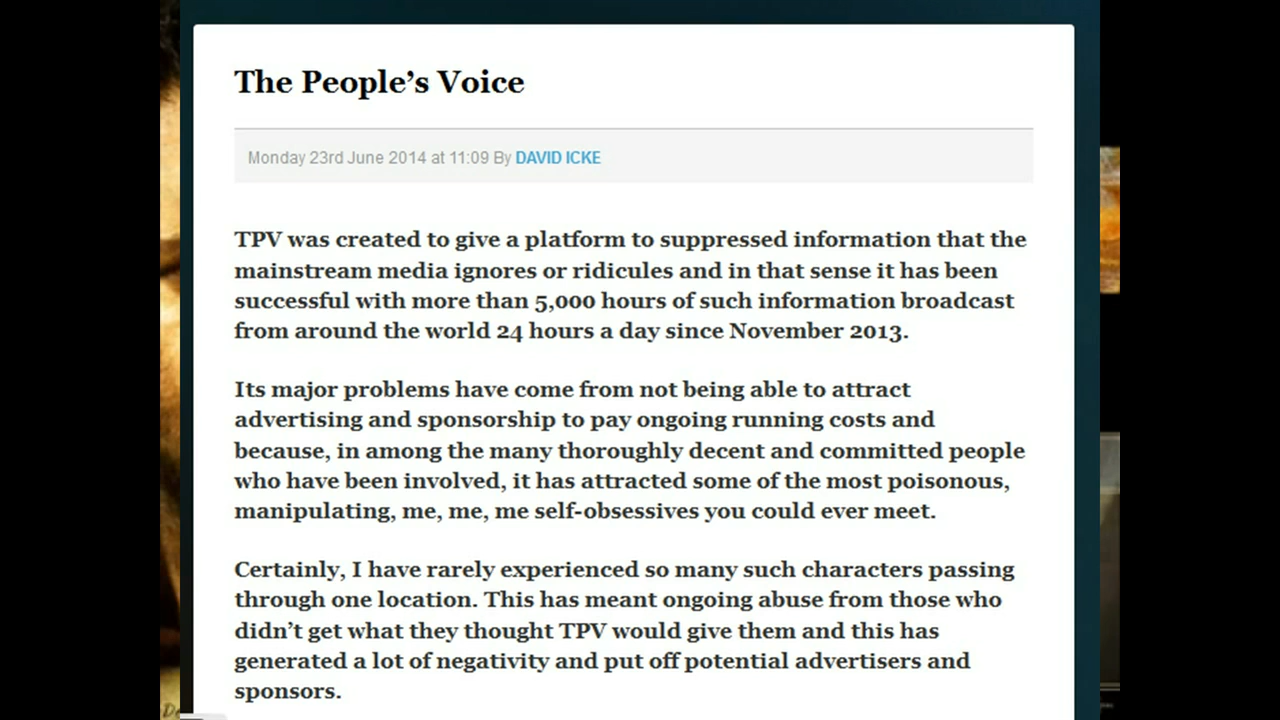 The People’s Voice
Monday 23rd June 2014 at 11:09 By DAVID ICKE
TPV was created to give a platform to suppressed information that the
mainstream media ignores or ridicules and in that sense it has been
successful with more than 5,000 hours of such information broadcast
from around the world 24 hours a day since November 2013.
Its major problems have come from not being able to attract
advertising and sponsorship to pay ongoing running costs and
because, in among the many thoroughly decent and committed people
who have been involved, it has attracted some of the most poisonous,
manipulating, me, me, me self-obsessives you could ever meet.
Certainly, I have rarely experienced so many such characters passing
through one location. This has meant ongoing abuse from those who
didn’t get what they thought TPV would give them and this has
generated a lot of negativity and put off potential advertisers and
sponsors.